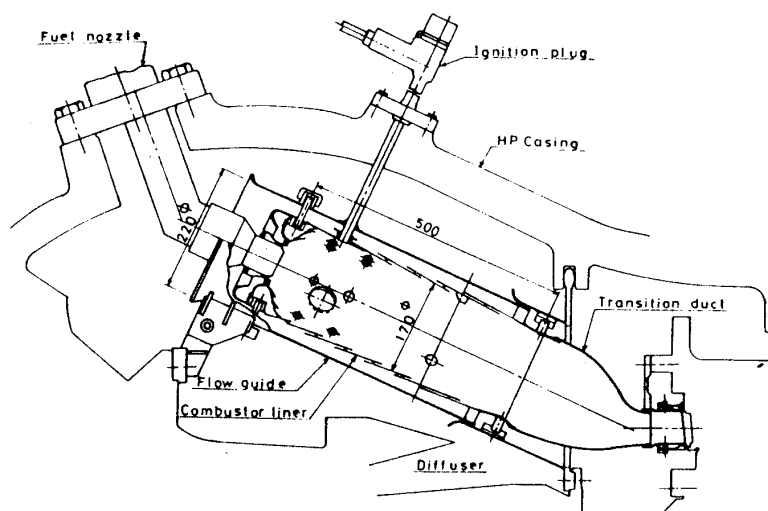 Fuel nozzle
Ignition plug
HP Casing
φ 220
500
φ 170
Transition duct
Flow guide
Combustor liner
Diffuser